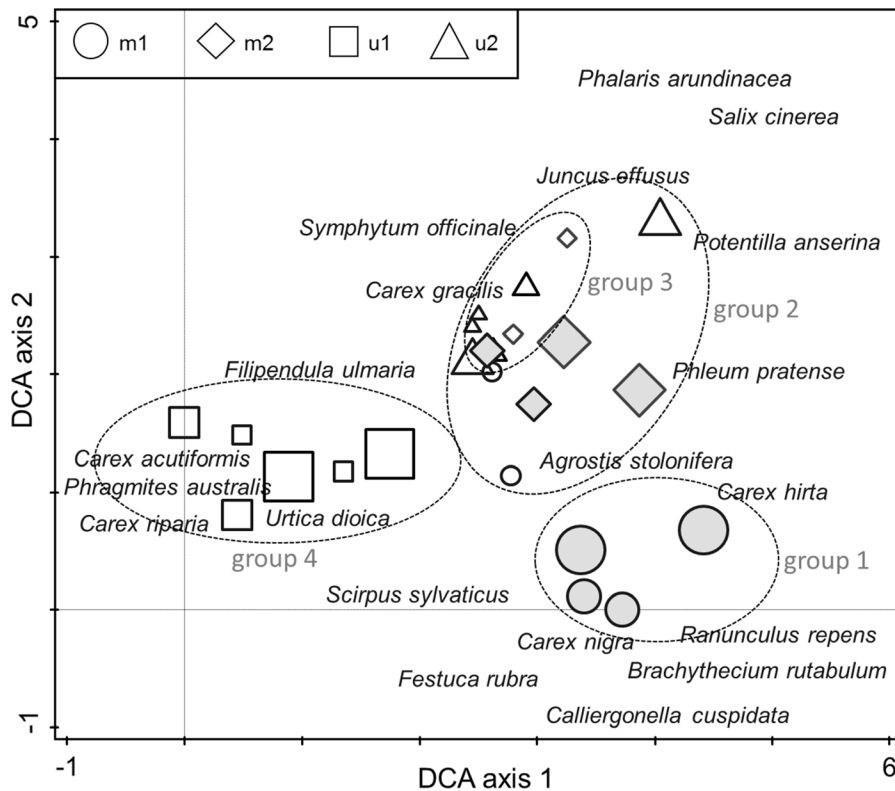 5
m1 m2 u1 u2
Phalaris arundinacea
Salix cinerea
Juncus effusus
Symphytum officinale
Potentilla anserina
group 3
Carex gracilis
group 2
DCA axis 2
Filipendula ulmaria
Phleum pratense
Carex acutiformis
Agrostis stolonifera
Phragmites australis
Carex hirta
Carex riparia
Urtica dioica
group 4
group 1
Scirpus sylvaticus
Carex nigra
Ranunculus repens
Festuca rubra
Brachythecium rutabulum
Calliergonella cuspidata
-1
-1
DCA axis 1
6